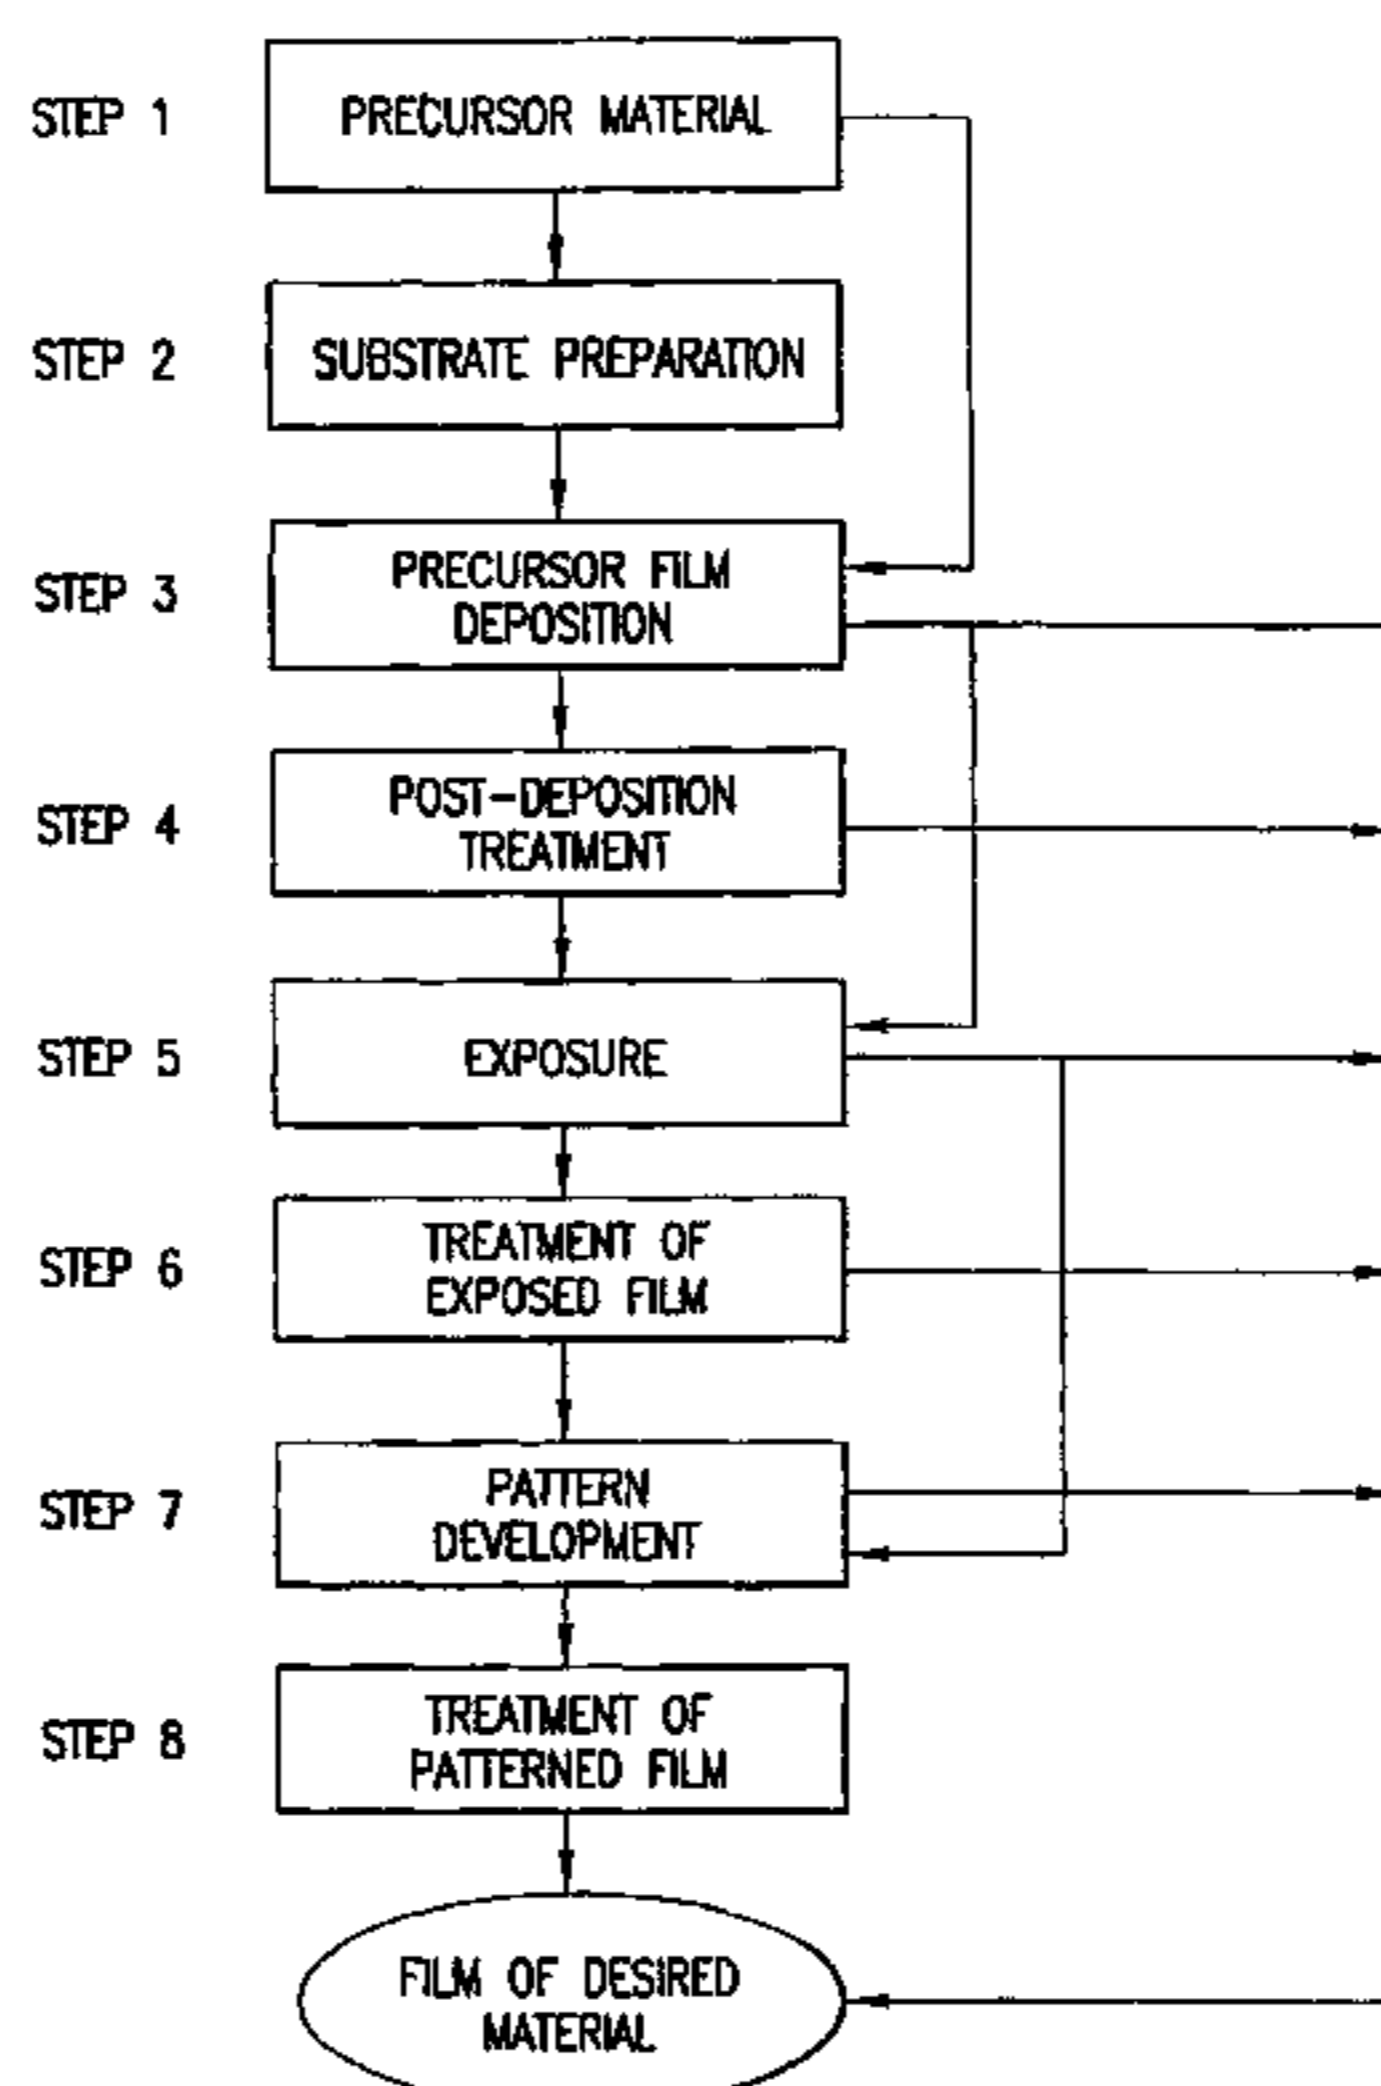 STEP 1
PRECURSOR MATERIAL
STEP 2
SUBSTRATE PREPARATION
STEP 3
PRECURSOR FILM
DEPOSITION
STEP 4
POST-DEPOSITION
TREATMENT
STEP 5
EXPOSURE
STEP 6
TREATMENT OF
EXPOSED FILM
STEP 7
PATTERN
DEVELOPMENT
STEP 8
TREATMENT OF
PATTERNED FILM
FILM OF DESIRED
MATERIAL